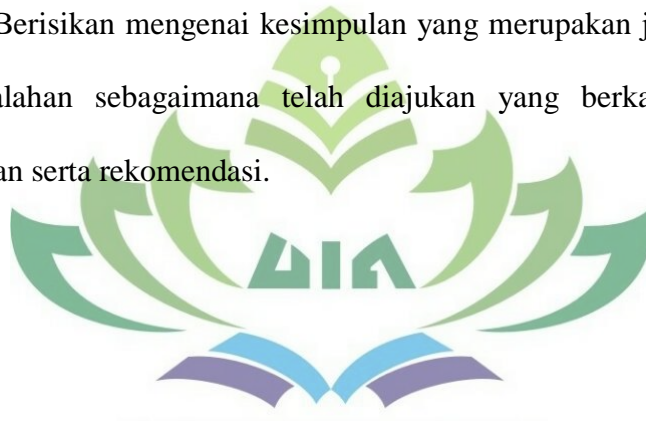 Berisikan mengenai kesimpulan yang merupakan
alahan sebagaimana telah diajukan yang berka
an serta rekomendasi.
UIN